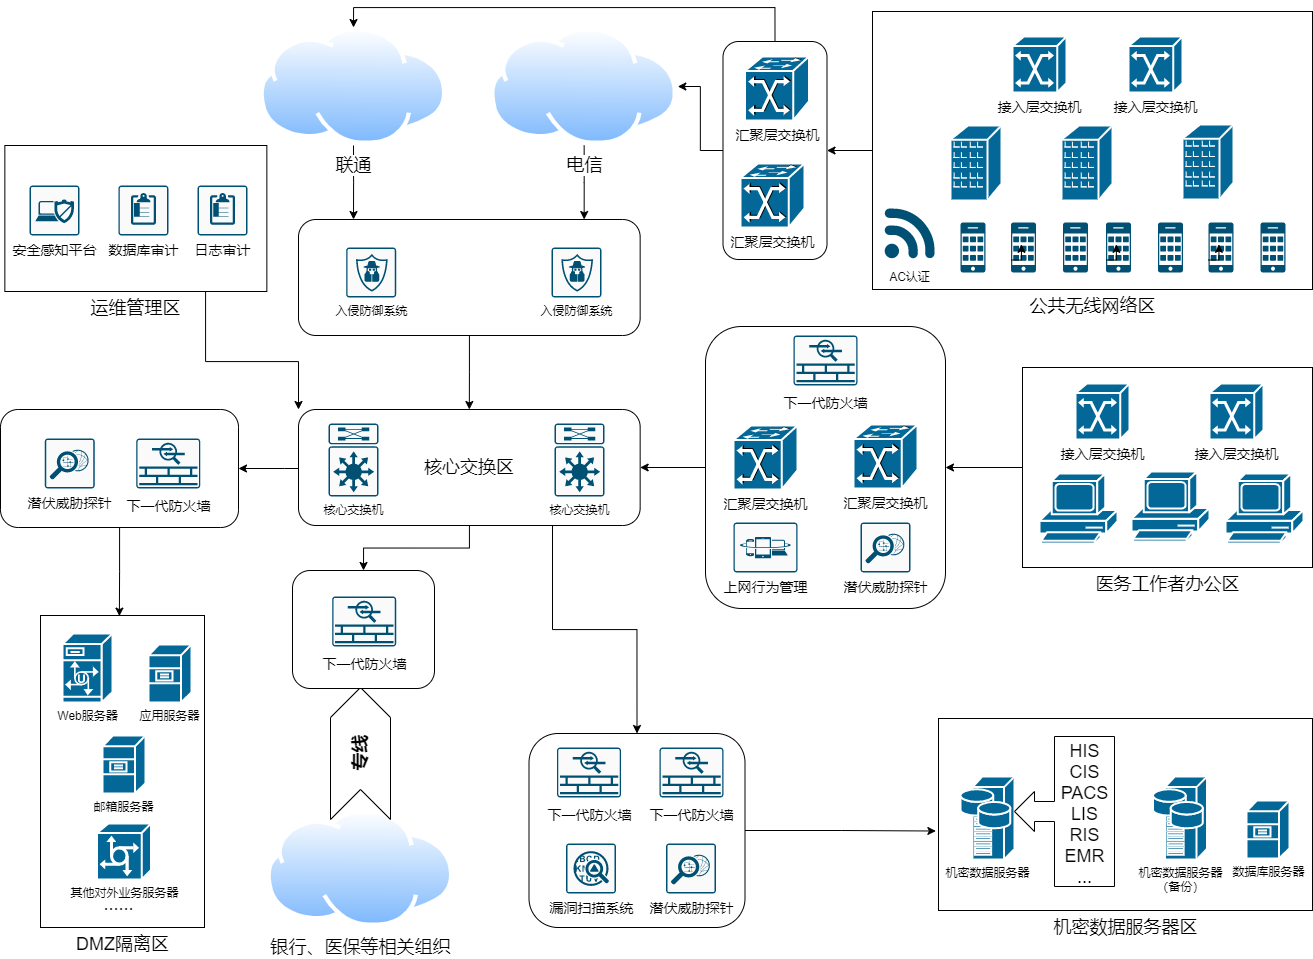 联通
电信
汇聚层交换机
汇聚层交换机
接入层交换机
接入层交换机
AC认证
公共无线网络区
安全感知平台
数据库审计
日志审计
运维管理区
入侵防御系统
入侵防御系统
下一代防火墙
汇聚层交换机
汇聚层交换机
上网行为管理
潜伏威胁探针
接入层交换机
接入层交换机
医务工作者办公区
潜伏威胁探针
下一代防火墙
核心交换区
核心交换机
核心交换机
下一代防火墙
专线
银行、医保等相关组织
Web服务器
应用服务器
邮箱服务器
其他对外业务服务器
......
DMZ隔离区
下一代防火墙
下一代防火墙
漏洞扫描系统
潜伏威胁探针
HIS
CIS
PACS
LIS
RIS
EMR
...
机密数据服务器
机密数据服务器
(备份)
数据库服务器
机密数据服务器区